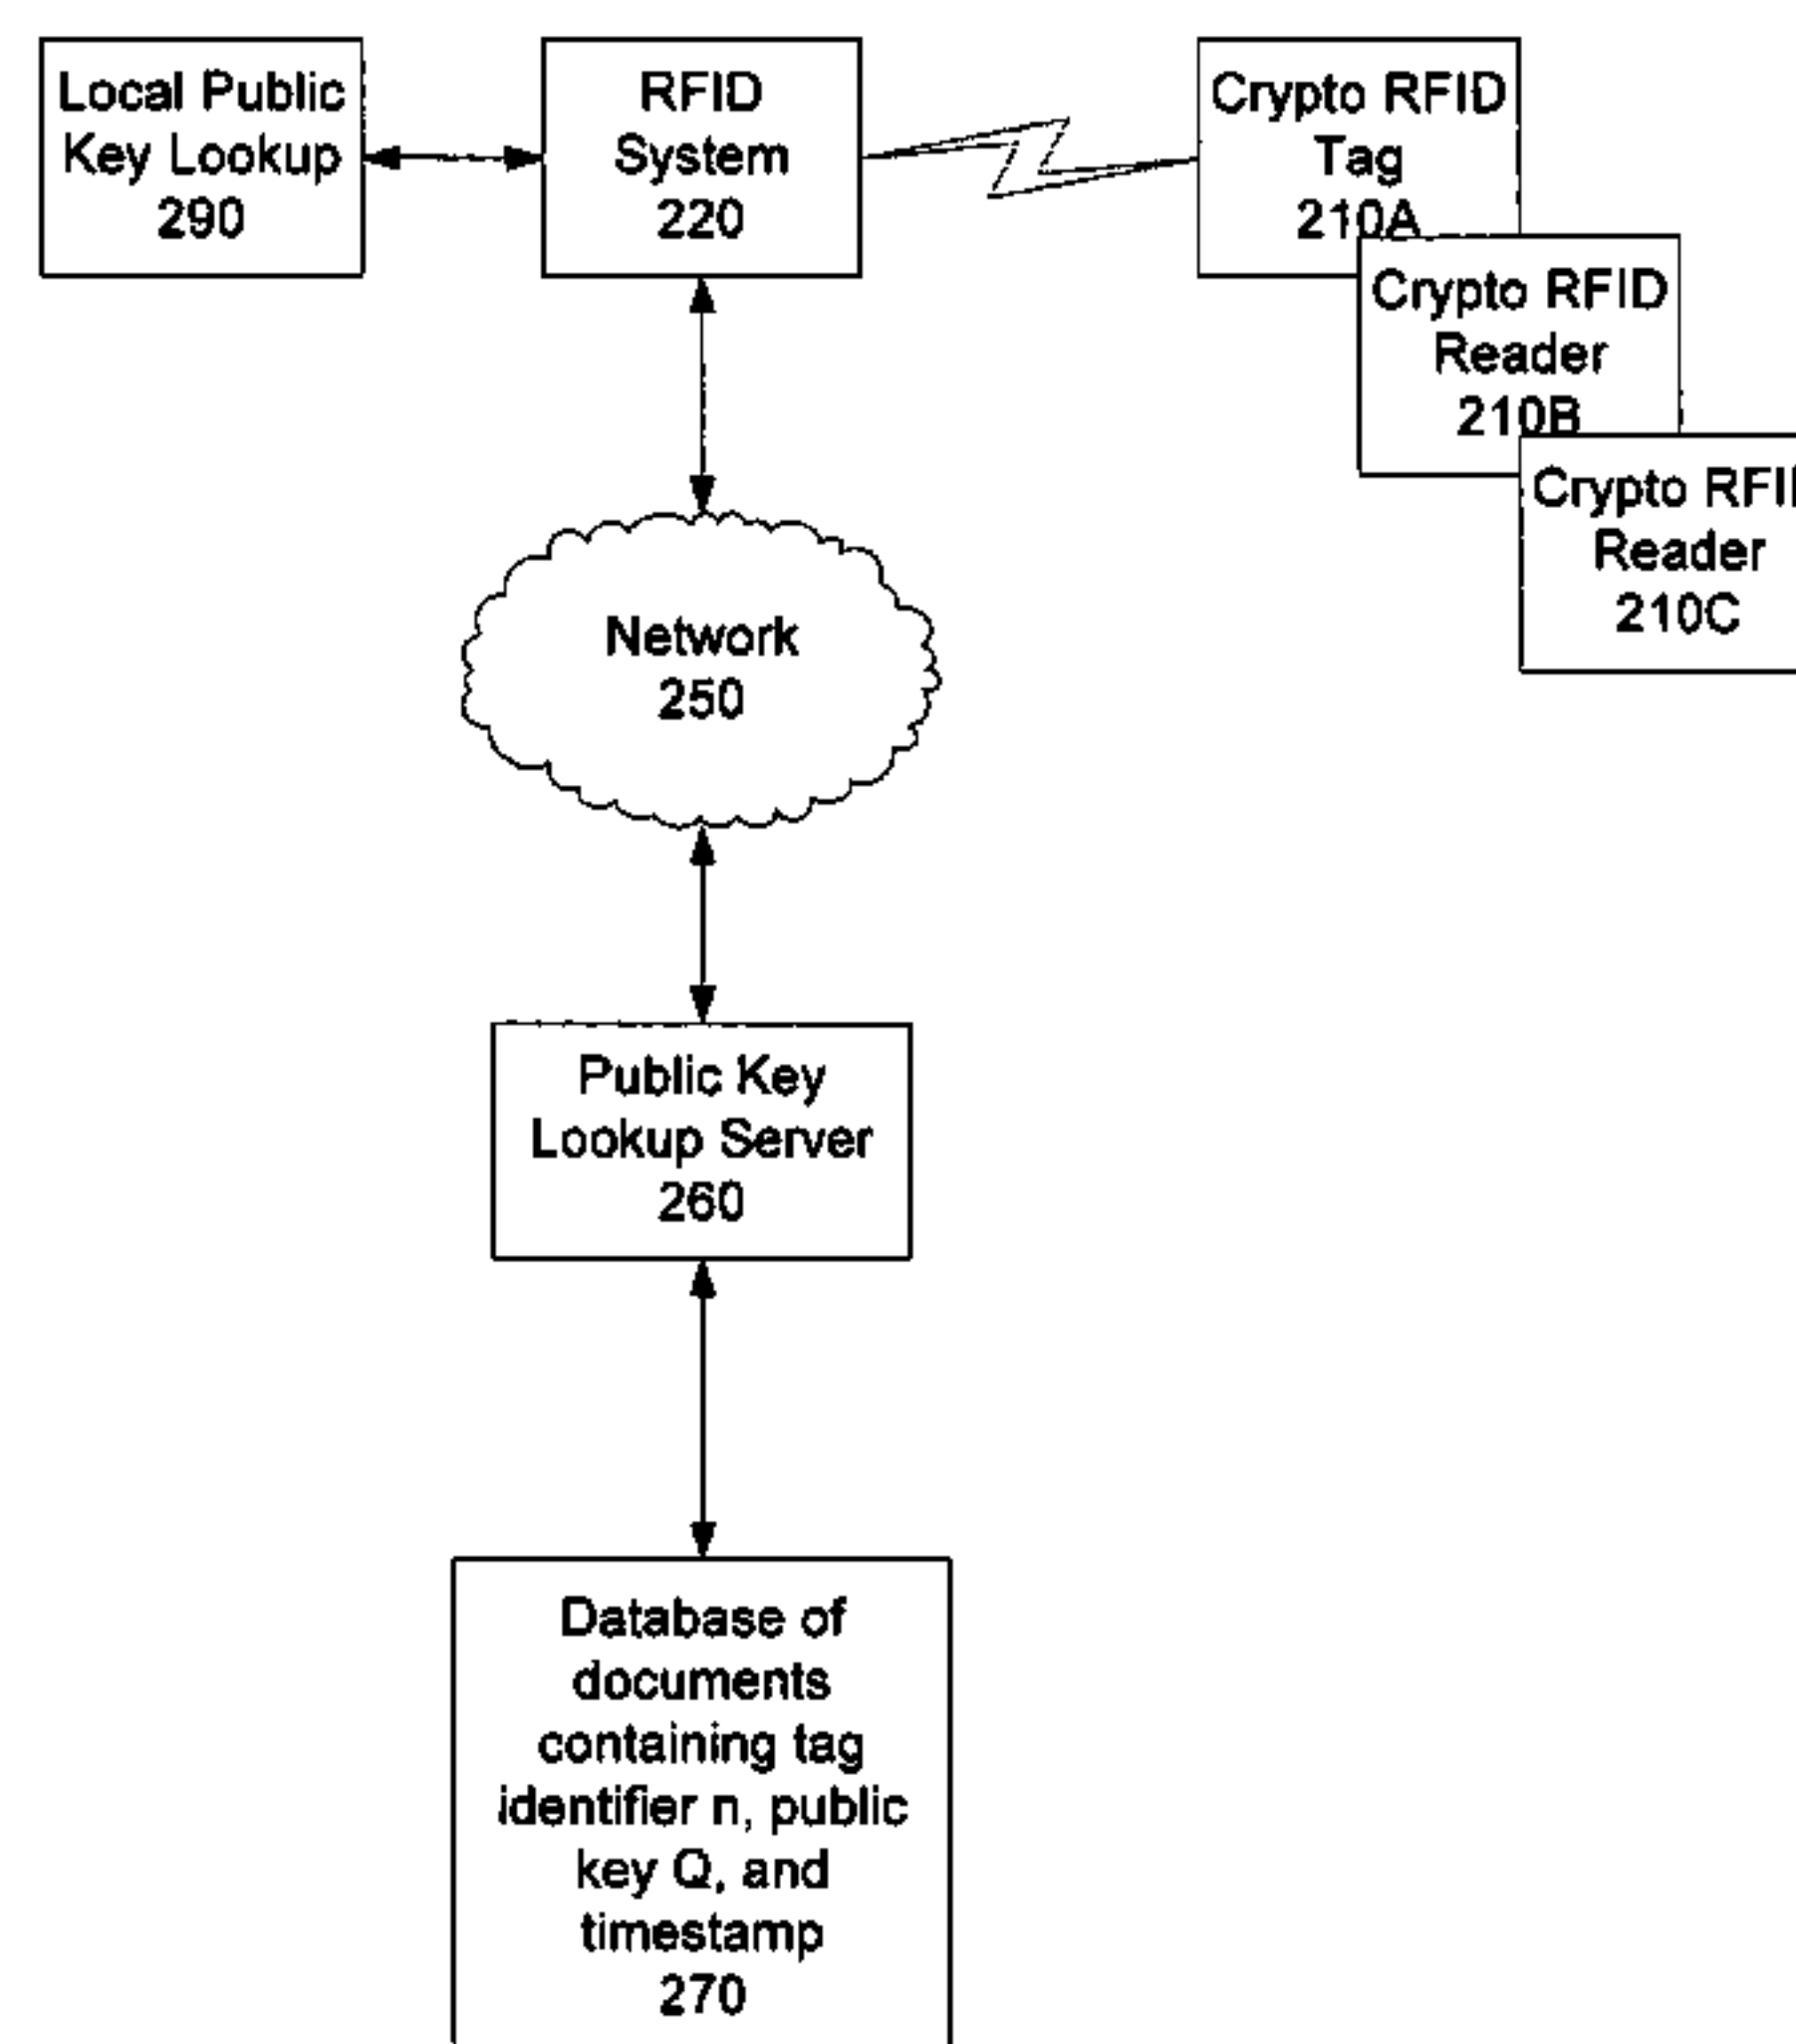 Local Public
Key Lookup
290
RFID
System
220
Crypto RFID
Tag
210A
Crypto RFID
Reader
210B
Crypto
Reader
210C
Network
250
Public Key
Lookup Server
260
Database of
documents
containing tag
identifier n, public
key Q, and
timestamp
270